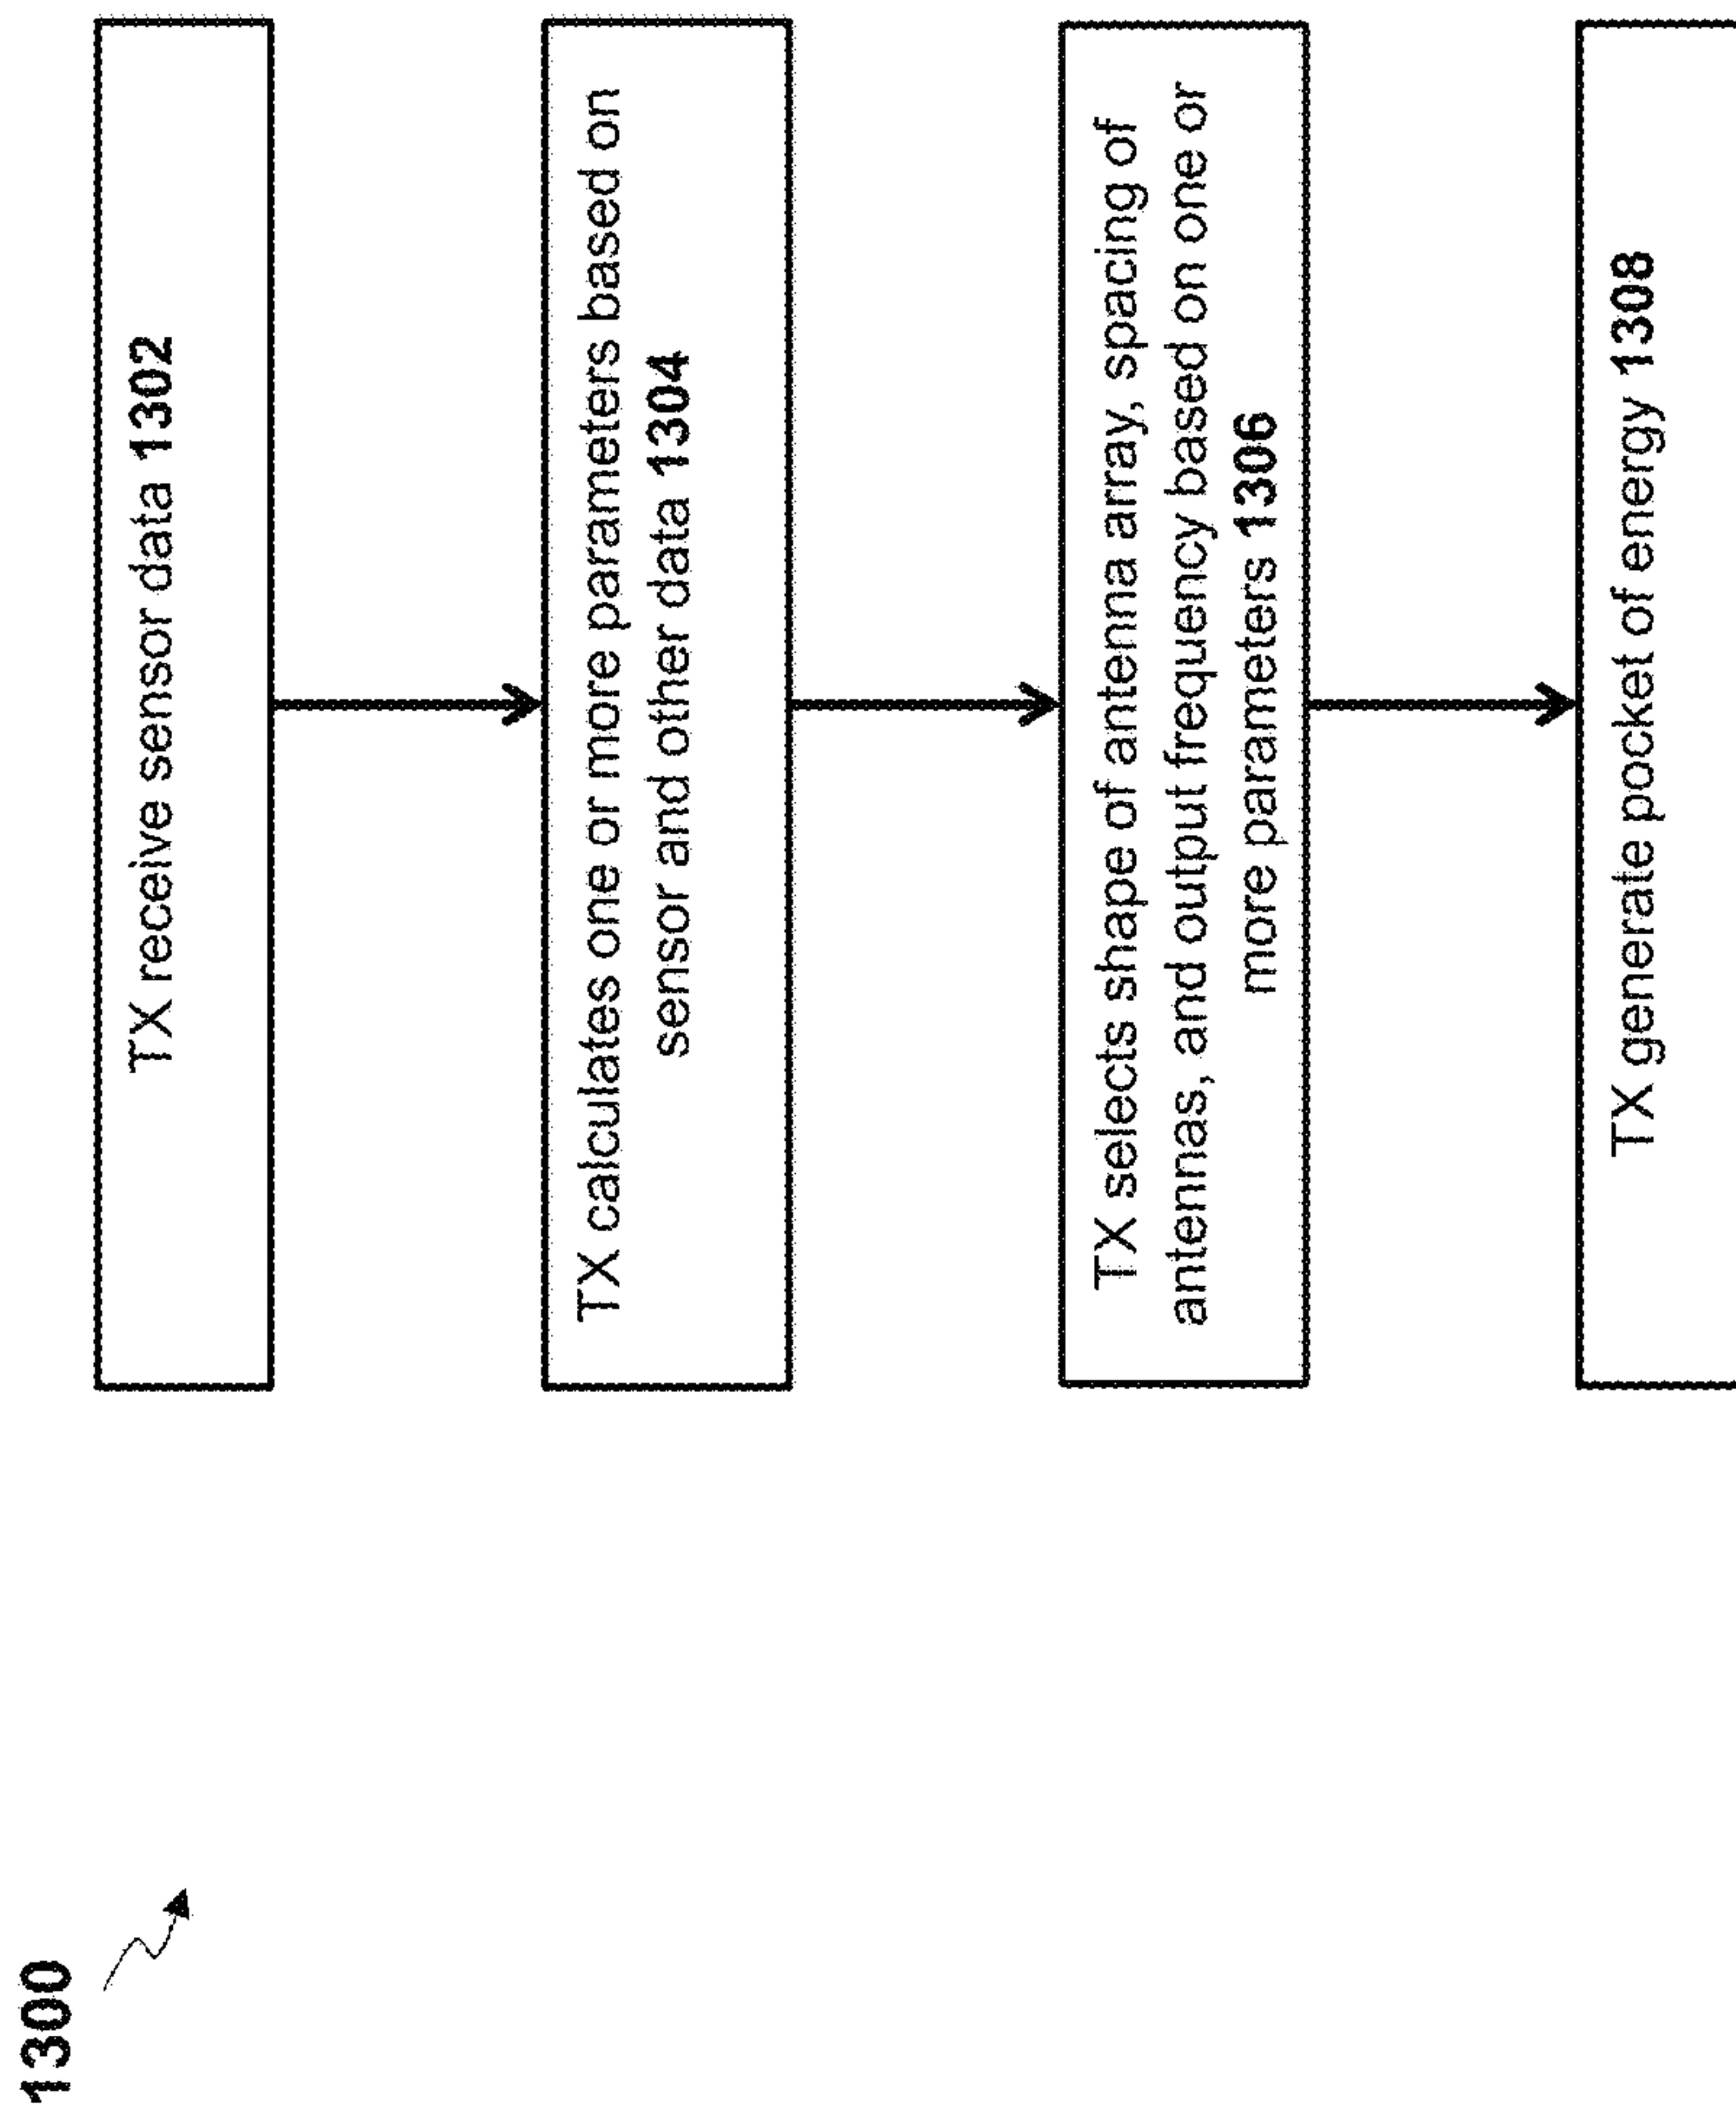 1300
TX receive sensor data 1302
TX calculates one or more parameters based on
sensor and other data 1304
TX selects shape of antenna array, spacing of
antennas, and output frequency based on one or
more parameters 1306
TX generate pocket of energy 1308